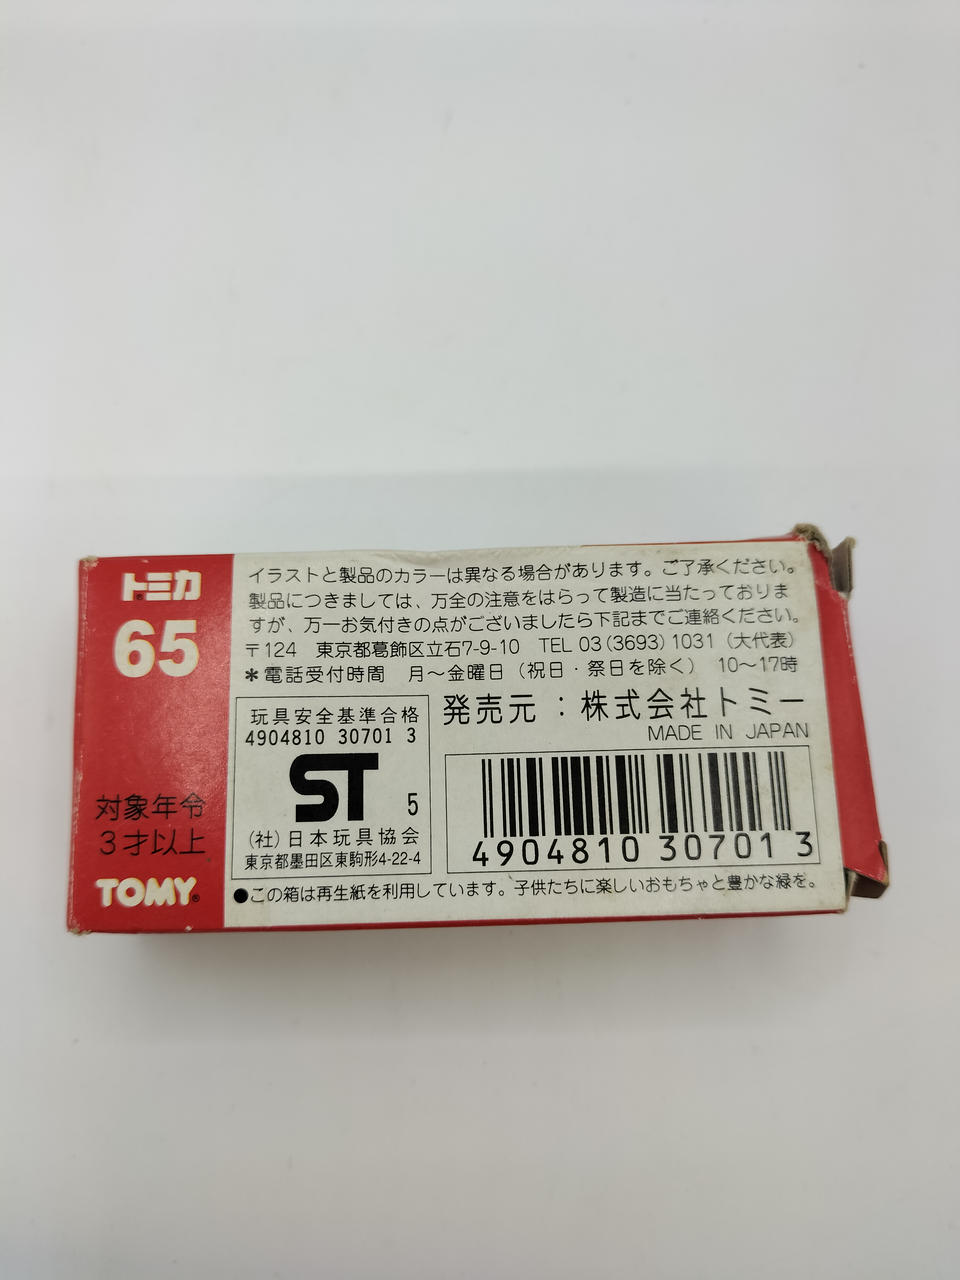 トミカ
65
対象年令
3才以上
TOMY®
イラストと製品のカラーは異なる場合があります。ご了承ください。
製品につきましては、万全の注意をはらって製造に当たっておりま
すが、万一お気付きの点がございましたら下記までご連絡ください。
〒124 東京都葛飾区立石7-9-10 TEL 03(3693)1031(大代表)
＊電話受付時間 月～金曜日(祝日・祭日を除く) 10～17時
玩具安全基準合格
4904810 30701 3
ST 5
(社)日本玩具協会
東京都墨田区東駒形4-22-4
発売元：株式会社トミー
MADE IN JAPAN
4904810 30701 3
●この箱は再生紙を利用しています。子供たちに楽しいおもちゃと豊かな緑を。